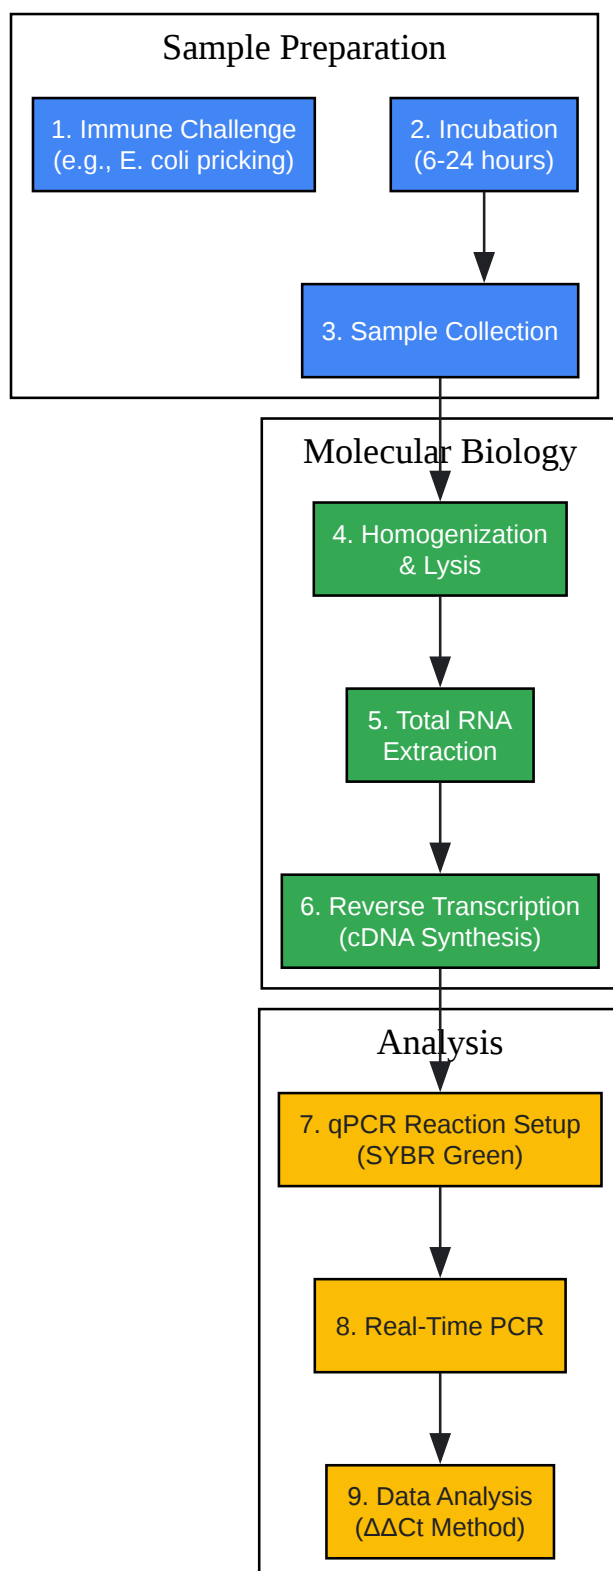 Sample Preparation
1. Immune Challenge
(e.g., E. coli pricking)
2. Incubation
(6-24 hours)
3. Sample Collection
Molecular Biology
4. Homogenization
& Lysis
5. Total RNA
Extraction
6. Reverse Transcription
(cDNA Synthesis)
Analysis
7. qPCR Reaction Setup
(SYBR Green)
8. Real-Time PCR
9. Data Analysis
(ΔΔCt Method)